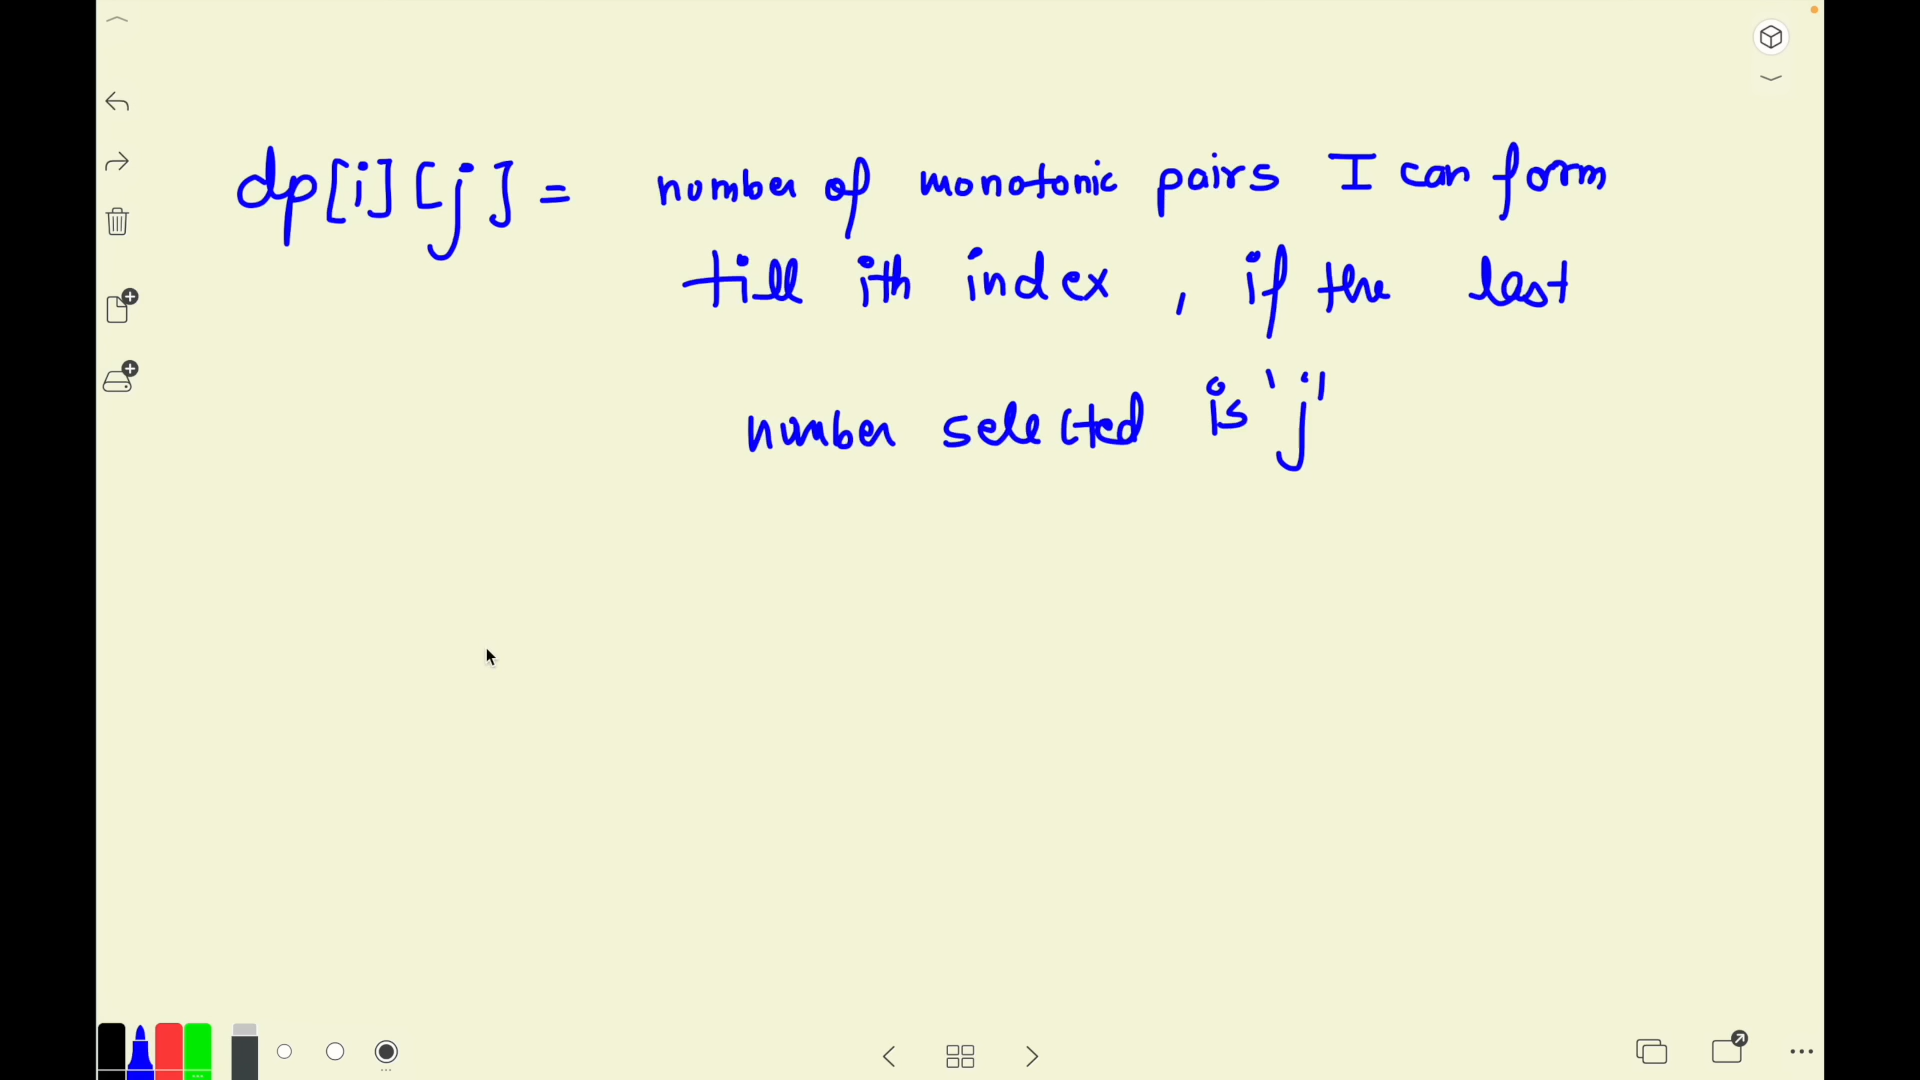 dp[i][j] = number of monotonic pairs I can form
till ith index, if the last
number selected is 'j'